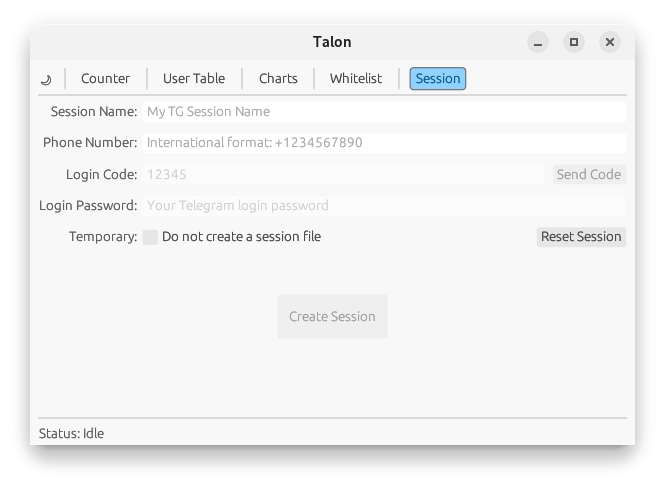 Talon
Counter User Table Charts Whitelist Session
Session Name: My TG Session Name
Phone Number: International format: +1234567890
Login Code: 12345 Send Code
Login Password: Your Telegram login password
Temporary: Do not create a session file Reset Session
Create Session
Status: Idle